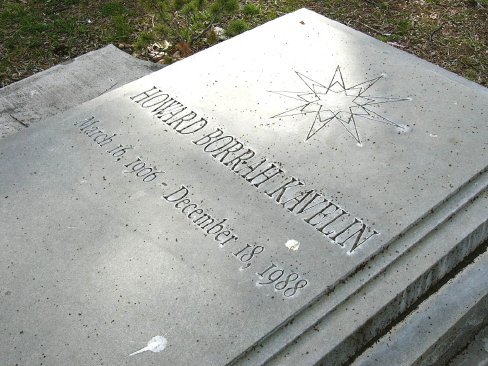 HOWARD BORRAH KAVELIN
March 16, 1906 - December 18, 1988